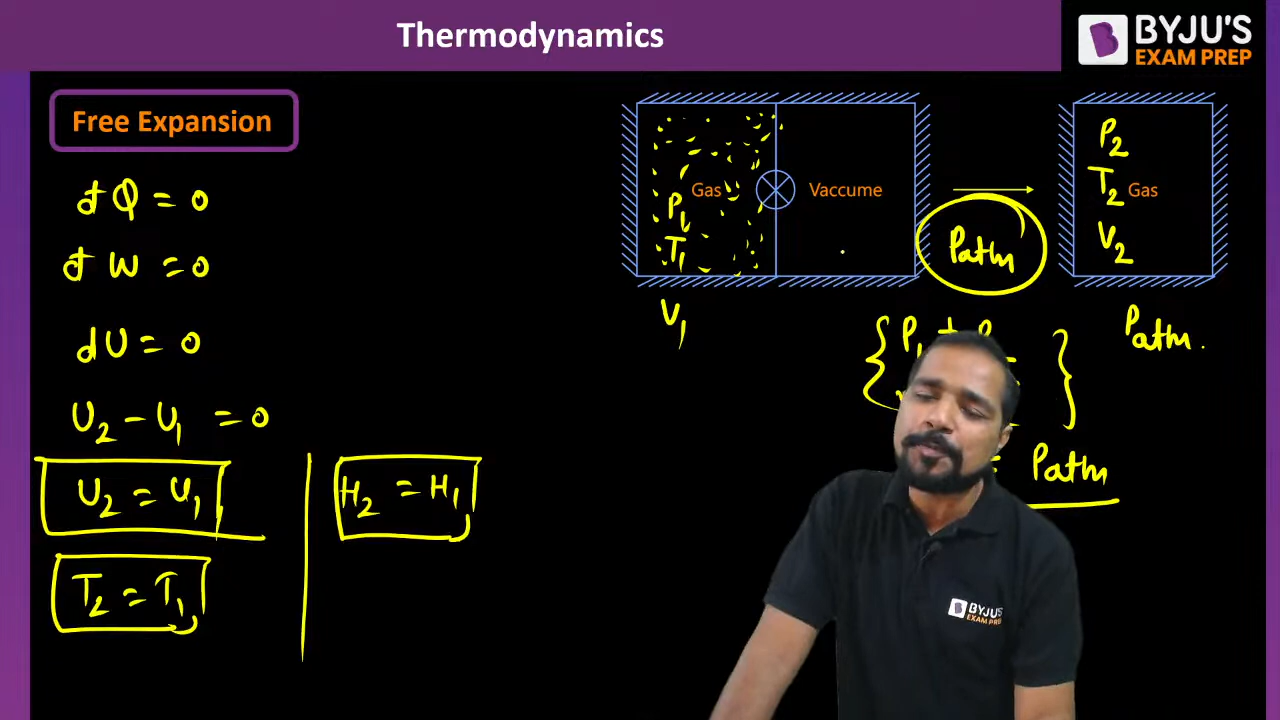 Thermodynamics
BYJU'S
EXAM PREP
Free Expansion
đQ = 0
đW = 0
dU = 0
U2 - U1 = 0
U2 = U1
T2 = T1
H2 = H1
Gas
P1
T1
V1
Vaccume
Patm
P2
T2 Gas
V2
Patm.
P1
= Patm
BYJU'S
EXAM PREP